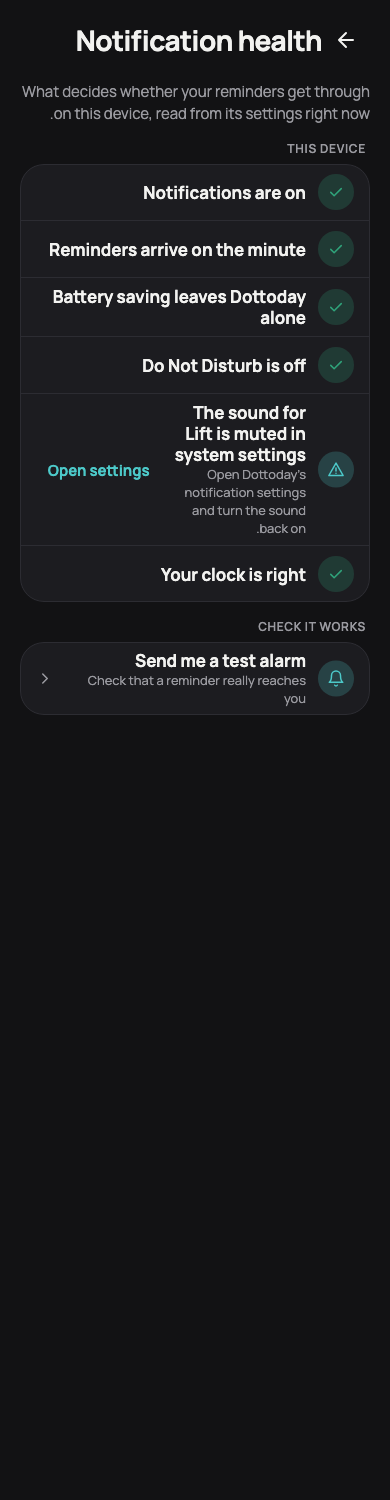 Notification health
What decides whether your reminders get through
.on this device, read from its settings right now
THIS DEVICE
Notifications are on
Reminders arrive on the minute
Battery saving leaves Dottoday
alone
Do Not Disturb is off
The sound for
Lift is muted in
system settings
Open Dottoday's
notification settings
and turn the sound
.back on
Open settings
Your clock is right
CHECK IT WORKS
Send me a test alarm
Check that a reminder really reaches
you